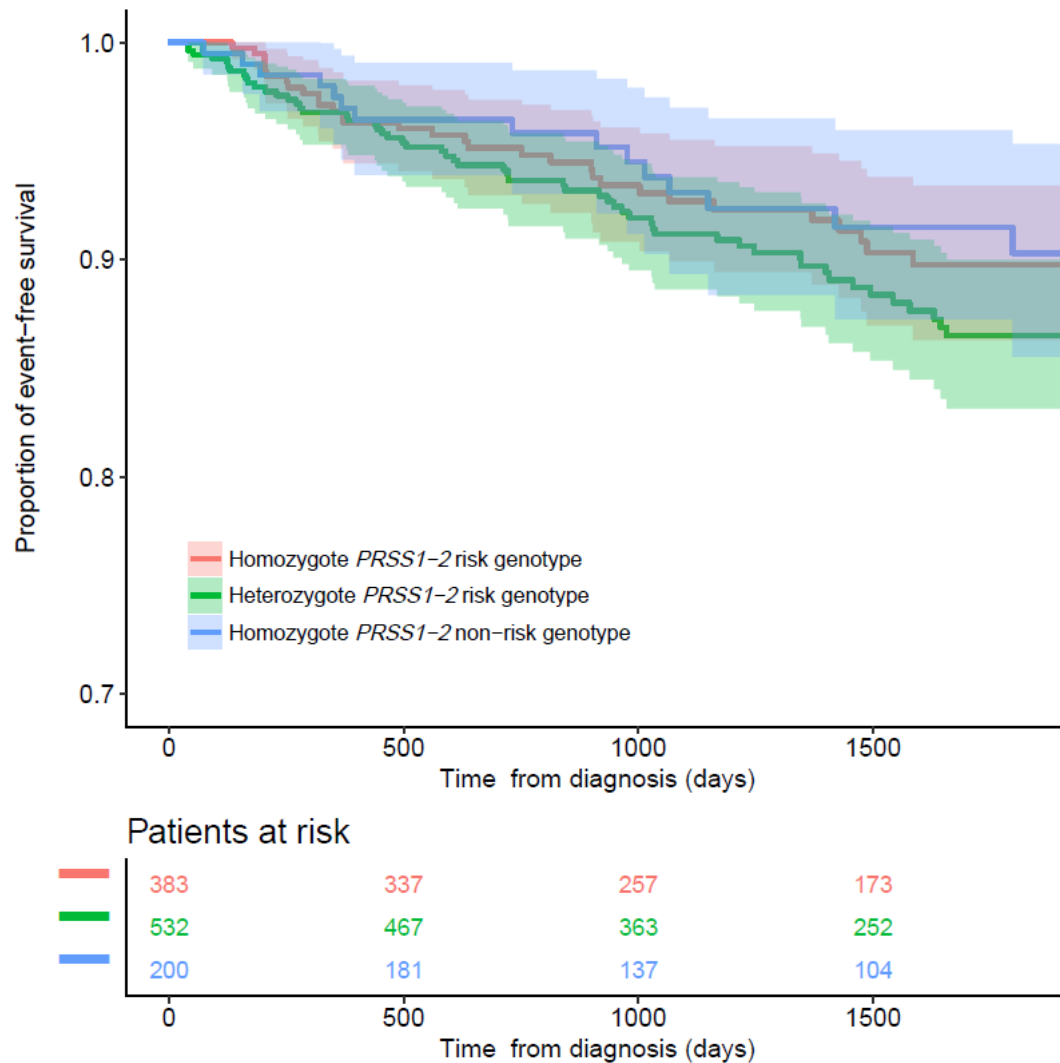 Proportion of event−free survival
1.0
0.9
0.8
0.7
Homozygote PRSS1−2 risk genotype
Heterozygote PRSS1−2 risk genotype
Homozygote PRSS1−2 non−risk genotype
0 500 1000 1500
Time from diagnosis (days)
Patients at risk
383 337 257 173
532 467 363 252
200 181 137 104
0 500 1000 1500
Time from diagnosis (days)